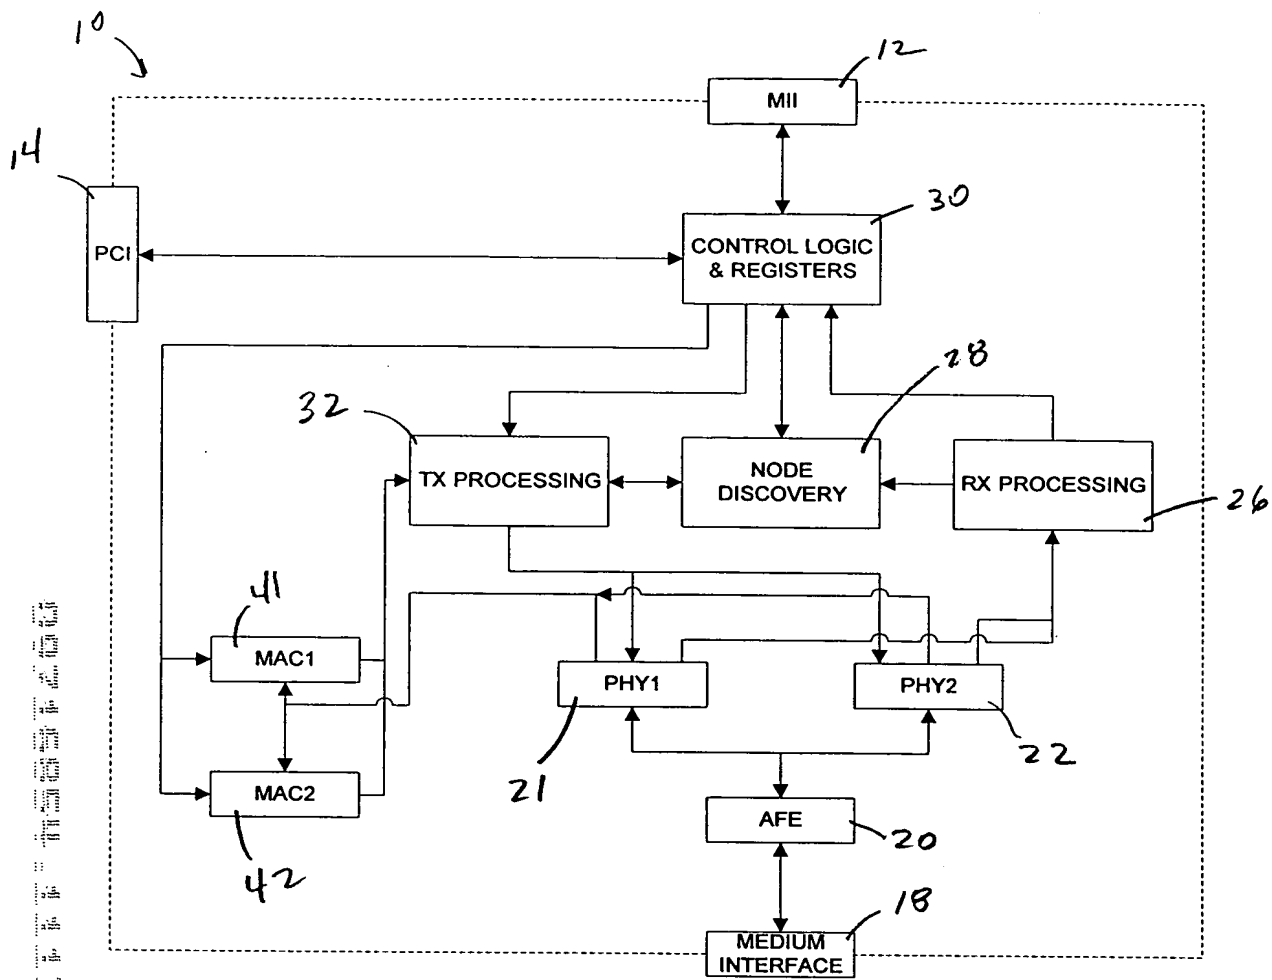 10
12
MII
14
30
PCI
CONTROL LOGIC
& REGISTERS
28
32
TX PROCESSING
NODE
DISCOVERY
RX PROCESSING
26
41
MAC1
PHY1
PHY2
21
22
MAC2
42
AFE
20
18
MEDIUM
INTERFACE